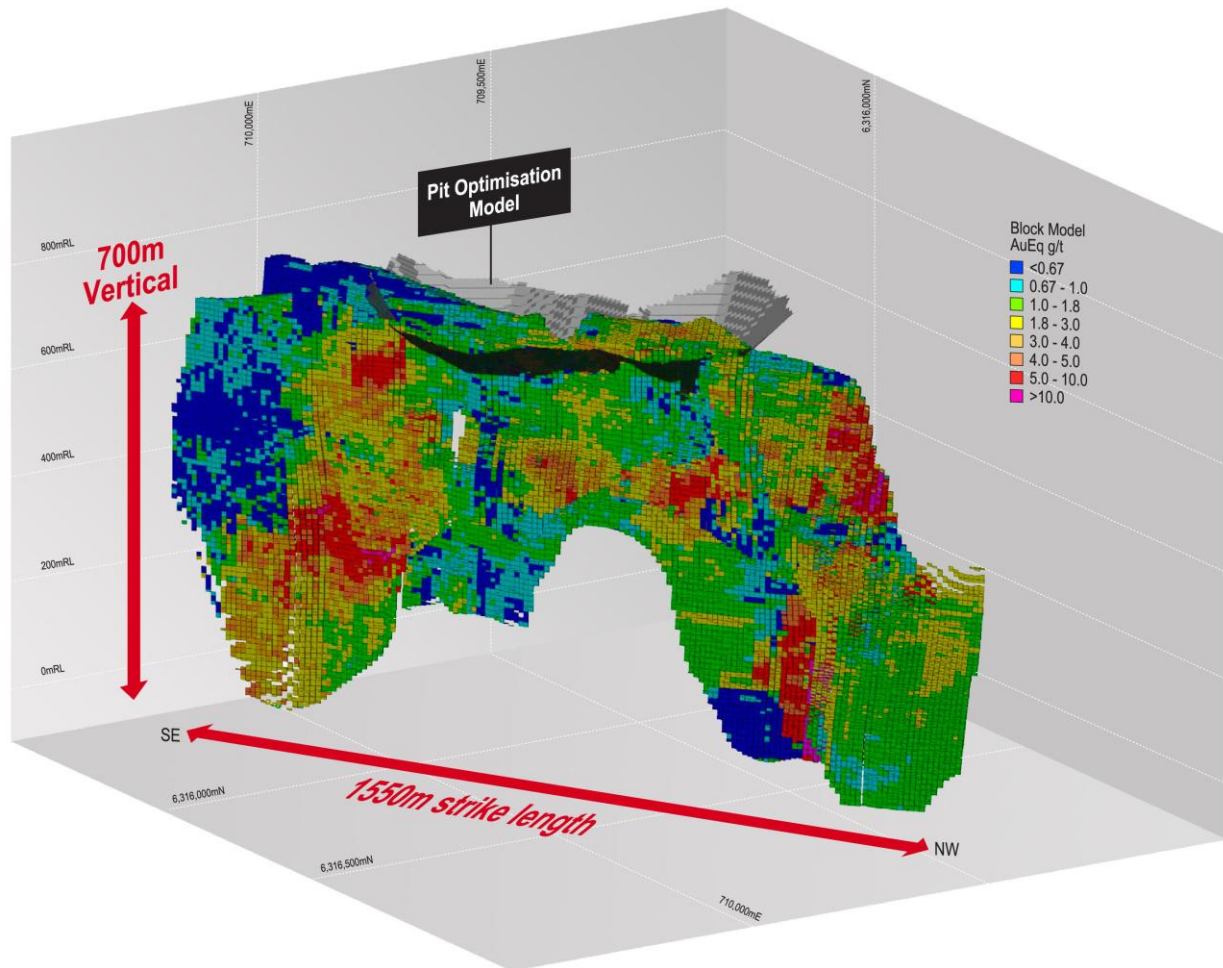 710,000mE
709,500mE
6,316,000mN
Pit Optimisation
Model
800mRL
700m
Vertical
600mRL
400mRL
200mRL
0mRL
Block Model
AuEq g/t
<0.67
0.67 - 1.0
1.0 - 1.8
1.8 - 3.0
3.0 - 4.0
4.0 - 5.0
5.0 - 10.0
>10.0
SE
1550m strike length
NW
6,316,000mN
6,316,500mN
710,000mE